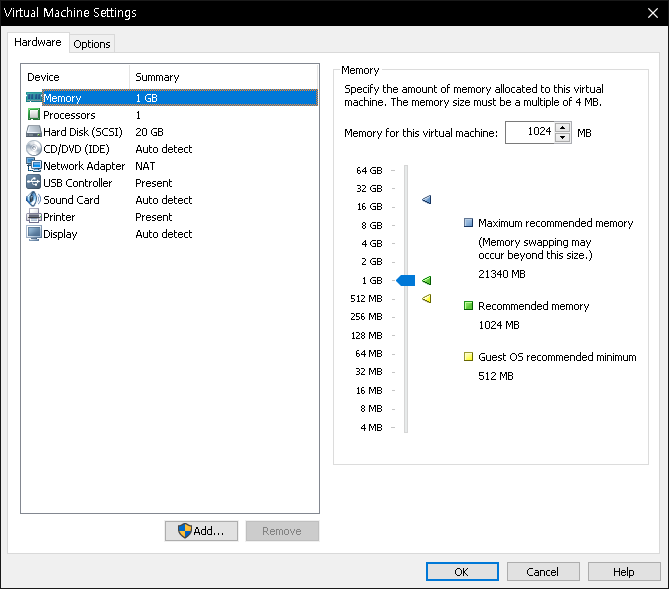 Virtual Machine Settings
Hardware
Options
Device Summary
Memory 1 GB
Processors 1
Hard Disk (SCSI) 20 GB
CD/DVD (IDE) Auto detect
Network Adapter NAT
USB Controller Present
Sound Card Auto detect
Printer Present
Display Auto detect
Add...
Remove
Memory
Specify the amount of memory allocated to this virtual
machine. The memory size must be a multiple of 4 MB.
Memory for this virtual machine: 1024 MB
64 GB
32 GB
16 GB
8 GB
4 GB
2 GB
1 GB
512 MB
256 MB
128 MB
64 MB
32 MB
16 MB
8 MB
4 MB
Maximum recommended memory
(Memory swapping may
occur beyond this size.)
21340 MB
Recommended memory
1024 MB
Guest OS recommended minimum
512 MB
OK
Cancel
Help